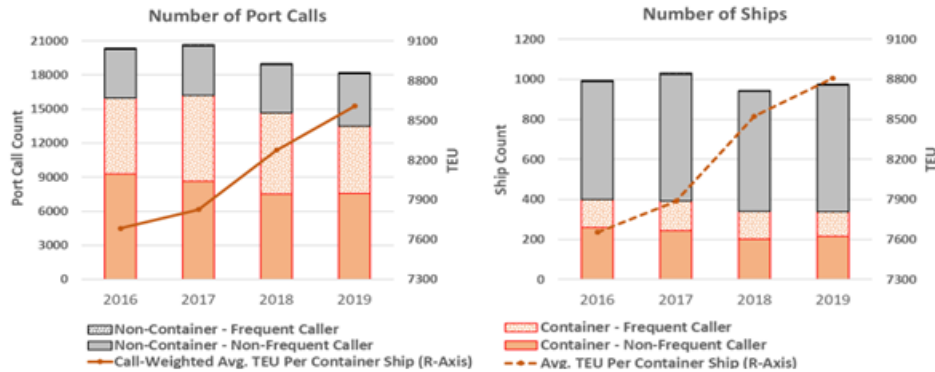 Number of Port Calls
21000
18000
15000
12000
9000
6000
3000
0
Port Call Count
9100
8800
8500
8200
7900
7600
7300
TEU
2016 2017 2018 2019
Non-Container - Frequent Caller
Non-Container - Non-Frequent Caller
Call-Weighted Avg. TEU Per Container Ship (R-Axis)
Number of Ships
1200
1000
800
600
400
200
0
Ship Count
9100
8800
8500
8200
7900
7600
7300
TEU
2016 2017 2018 2019
Container - Frequent Caller
Container - Non-Frequent Caller
Avg. TEU Per Container Ship (R-Axis)